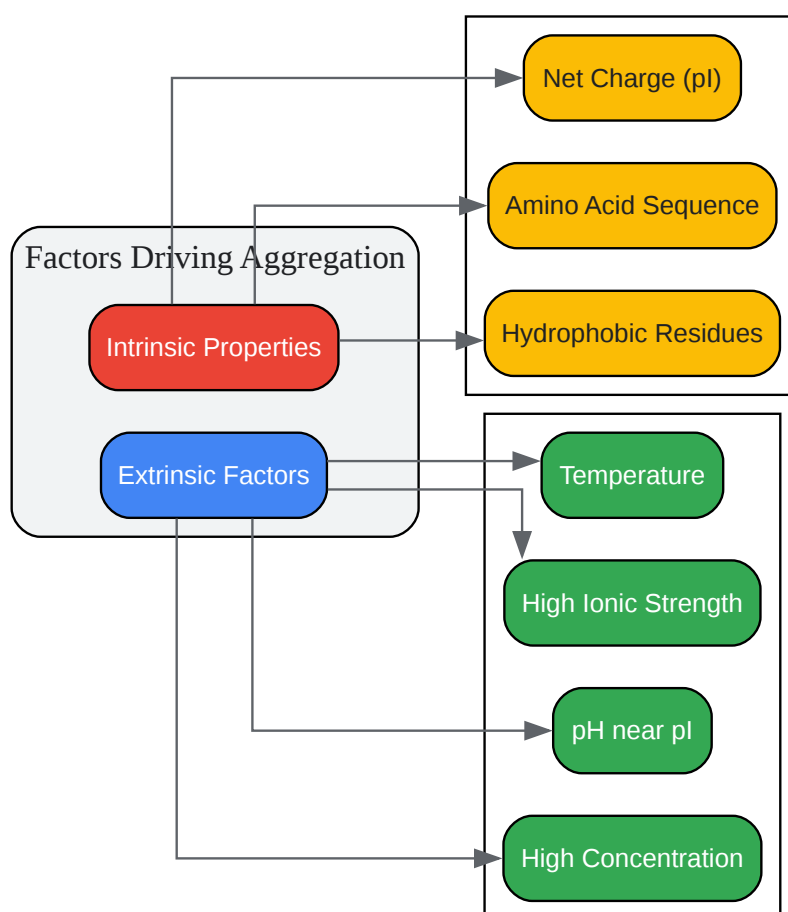 Net Charge (pI)
Amino Acid Sequence
Factors Driving Aggregation
Intrinsic Properties
Hydrophobic Residues
Extrinsic Factors
Temperature
High Ionic Strength
pH near pI
High Concentration